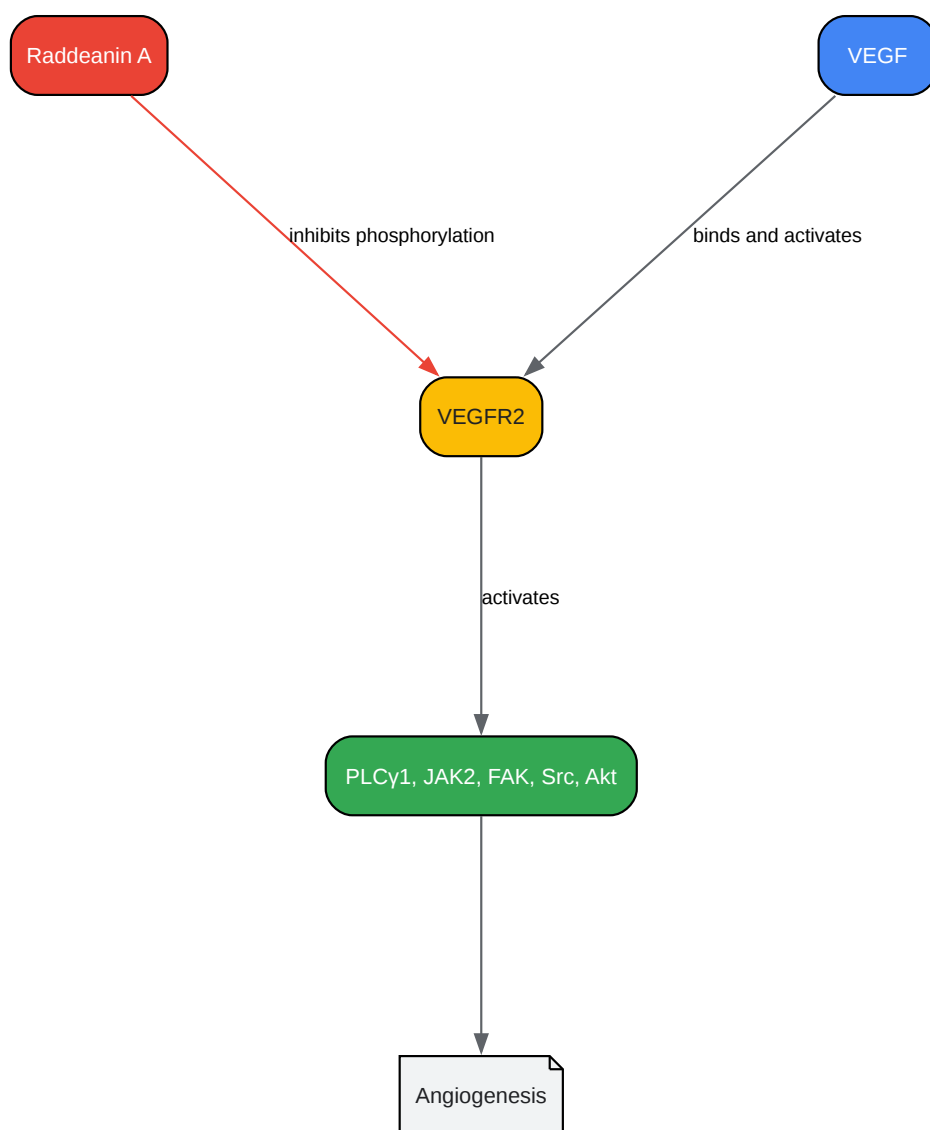 Raddeanin A
VEGF
inhibits phosphorylation
binds and activates
VEGFR2
activates
PLCγ1, JAK2, FAK, Src, Akt
Angiogenesis